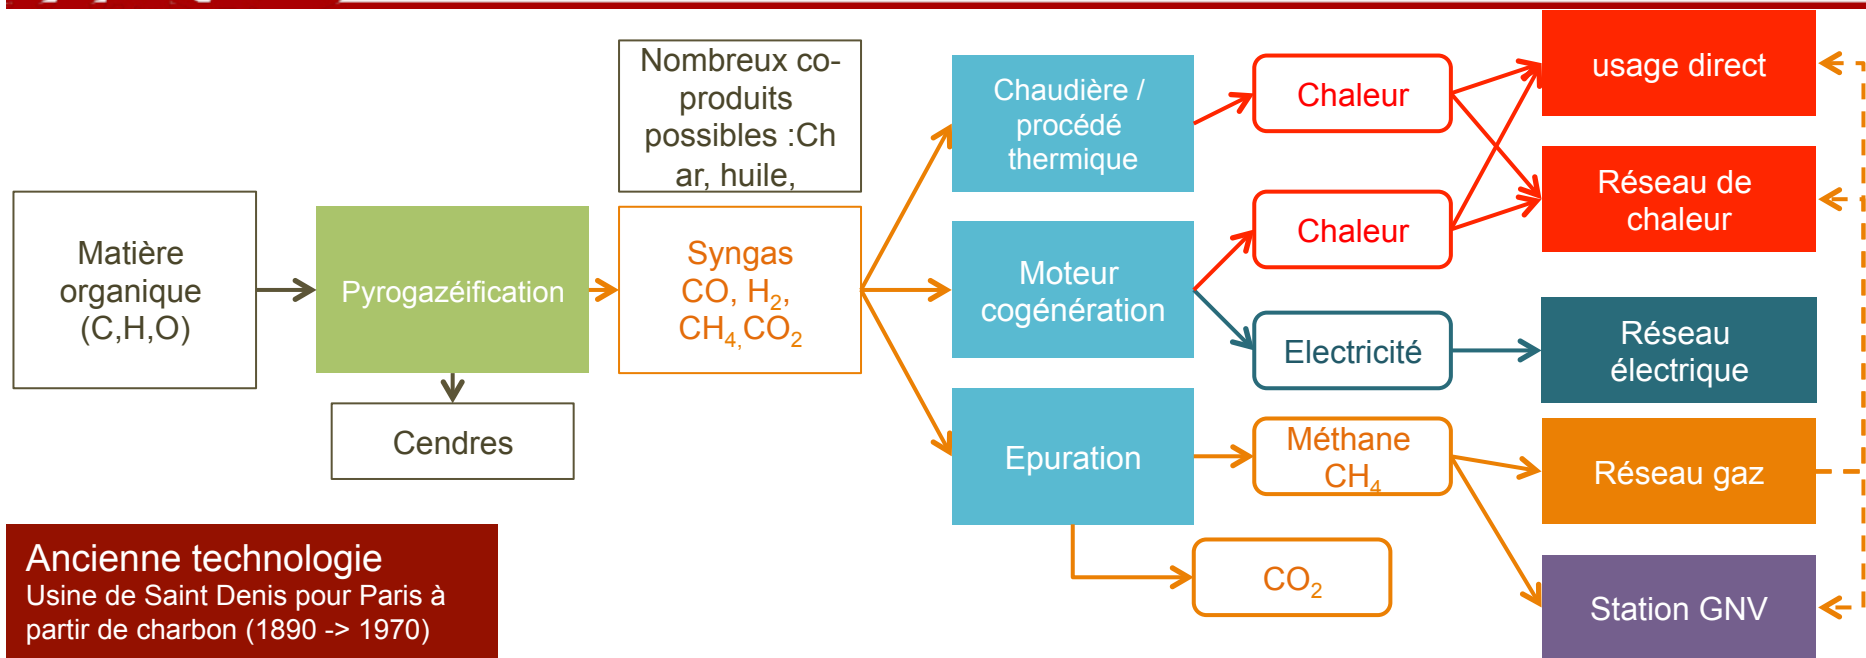 Nombreux co-
produits
possibles :Ch
ar, huile,
Matière
organique
(C,H,O)
Pyrogazéification
Cendres
Syngas
CO, H₂,
CH₄,CO₂
Chaudière /
procédé
thermique
Moteur
cogénération
Epuration
Chaleur
Chaleur
Electricité
Méthane
CH₄
CO₂
usage direct
Réseau de
chaleur
Réseau
électrique
Réseau gaz
Station GNV
Ancienne technologie
Usine de Saint Denis pour Paris à
partir de charbon (1890 -> 1970)